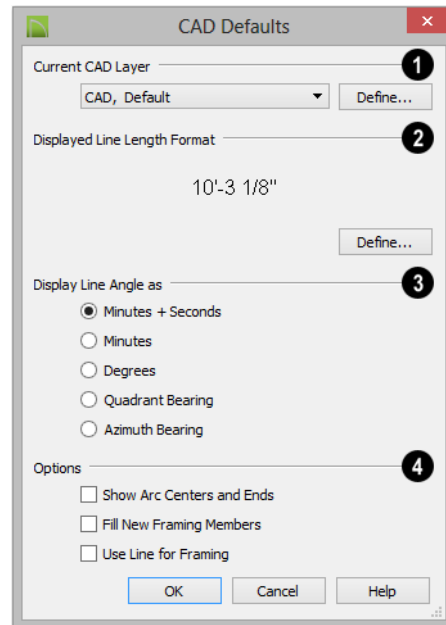 CAD Defaults
Current CAD Layer 1
CAD, Default Define...
Displayed Line Length Format 2
10'-3 1/8"
Define...
Display Line Angle as 3
Minutes + Seconds
Minutes
Degrees
Quadrant Bearing
Azimuth Bearing
Options 4
Show Arc Centers and Ends
Fill New Framing Members
Use Line for Framing
OK Cancel Help